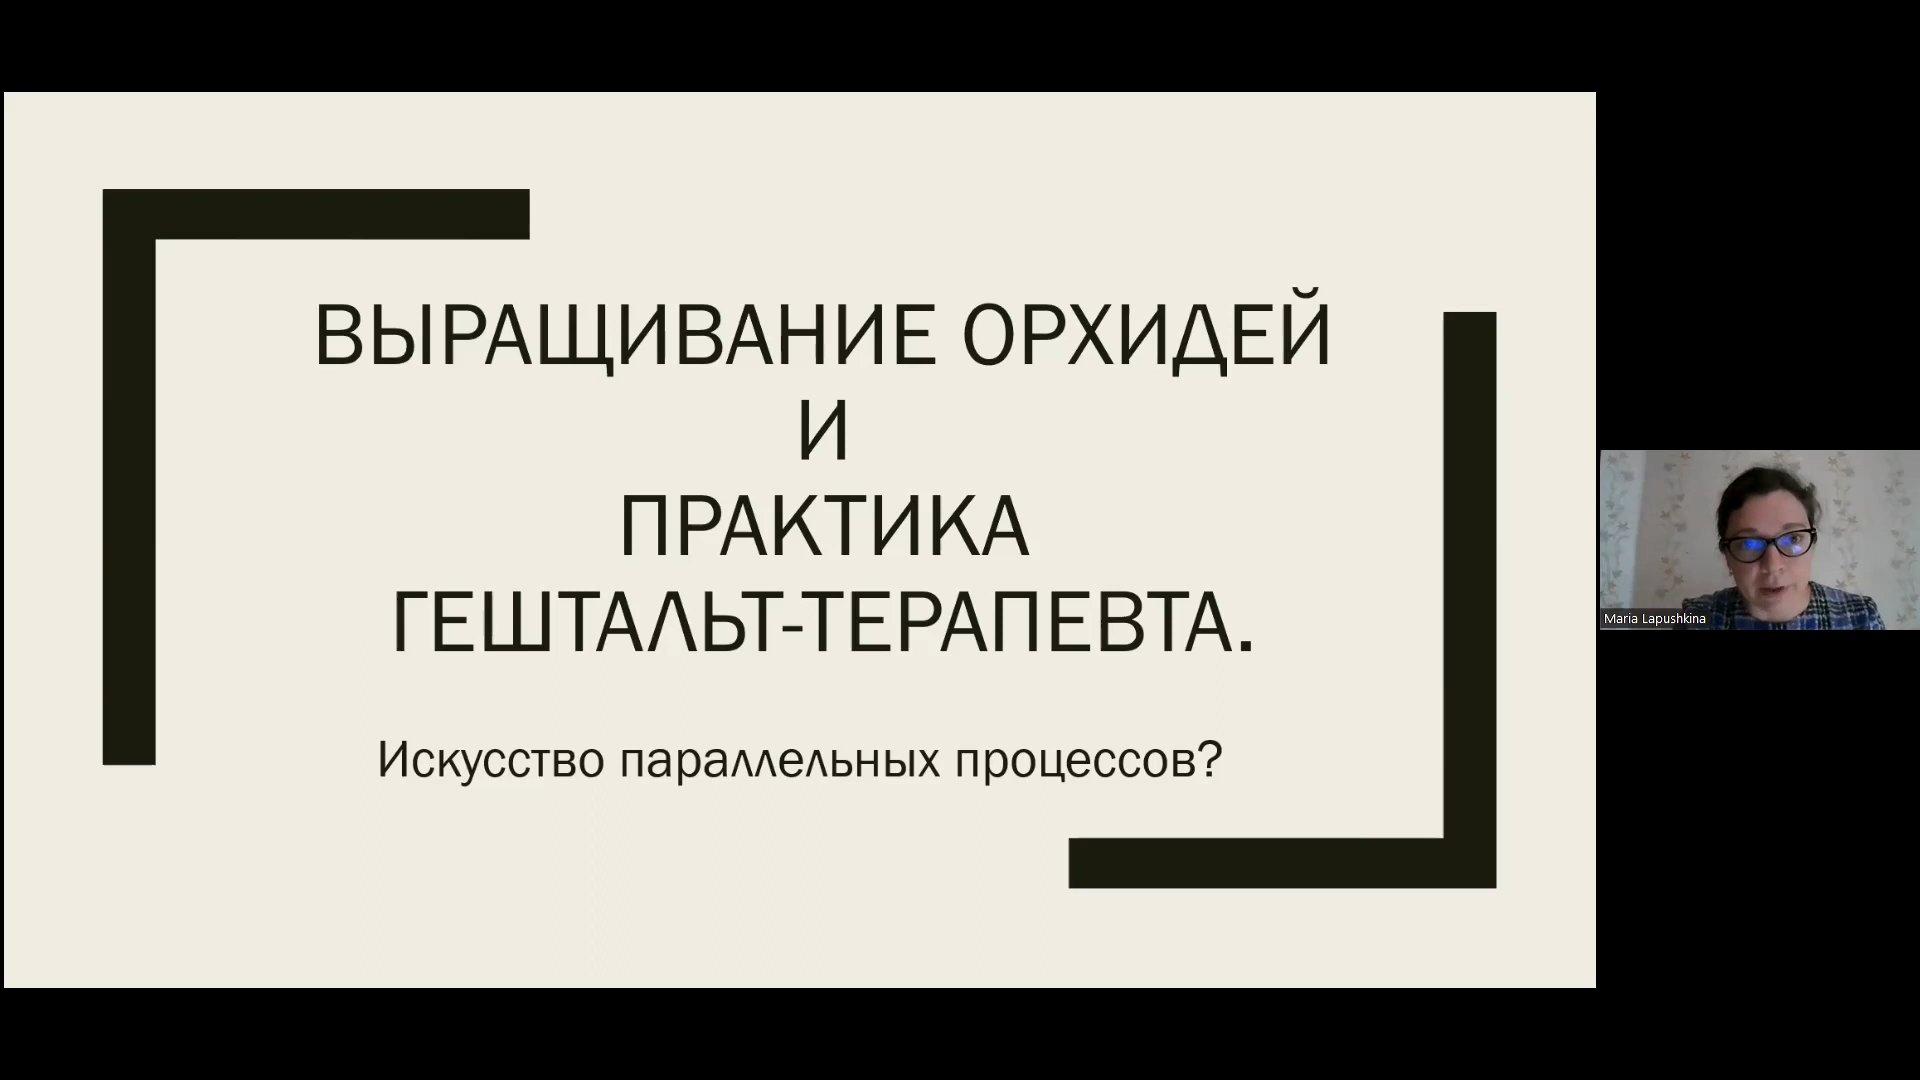 ВЫРАЩИВАНИЕ ОРХИДЕЙ
И
ПРАКТИКА
ГЕШТАЛЬТ-ТЕРАПЕВТА.
Искусство параллельных процессов?
Maria Lapushkina